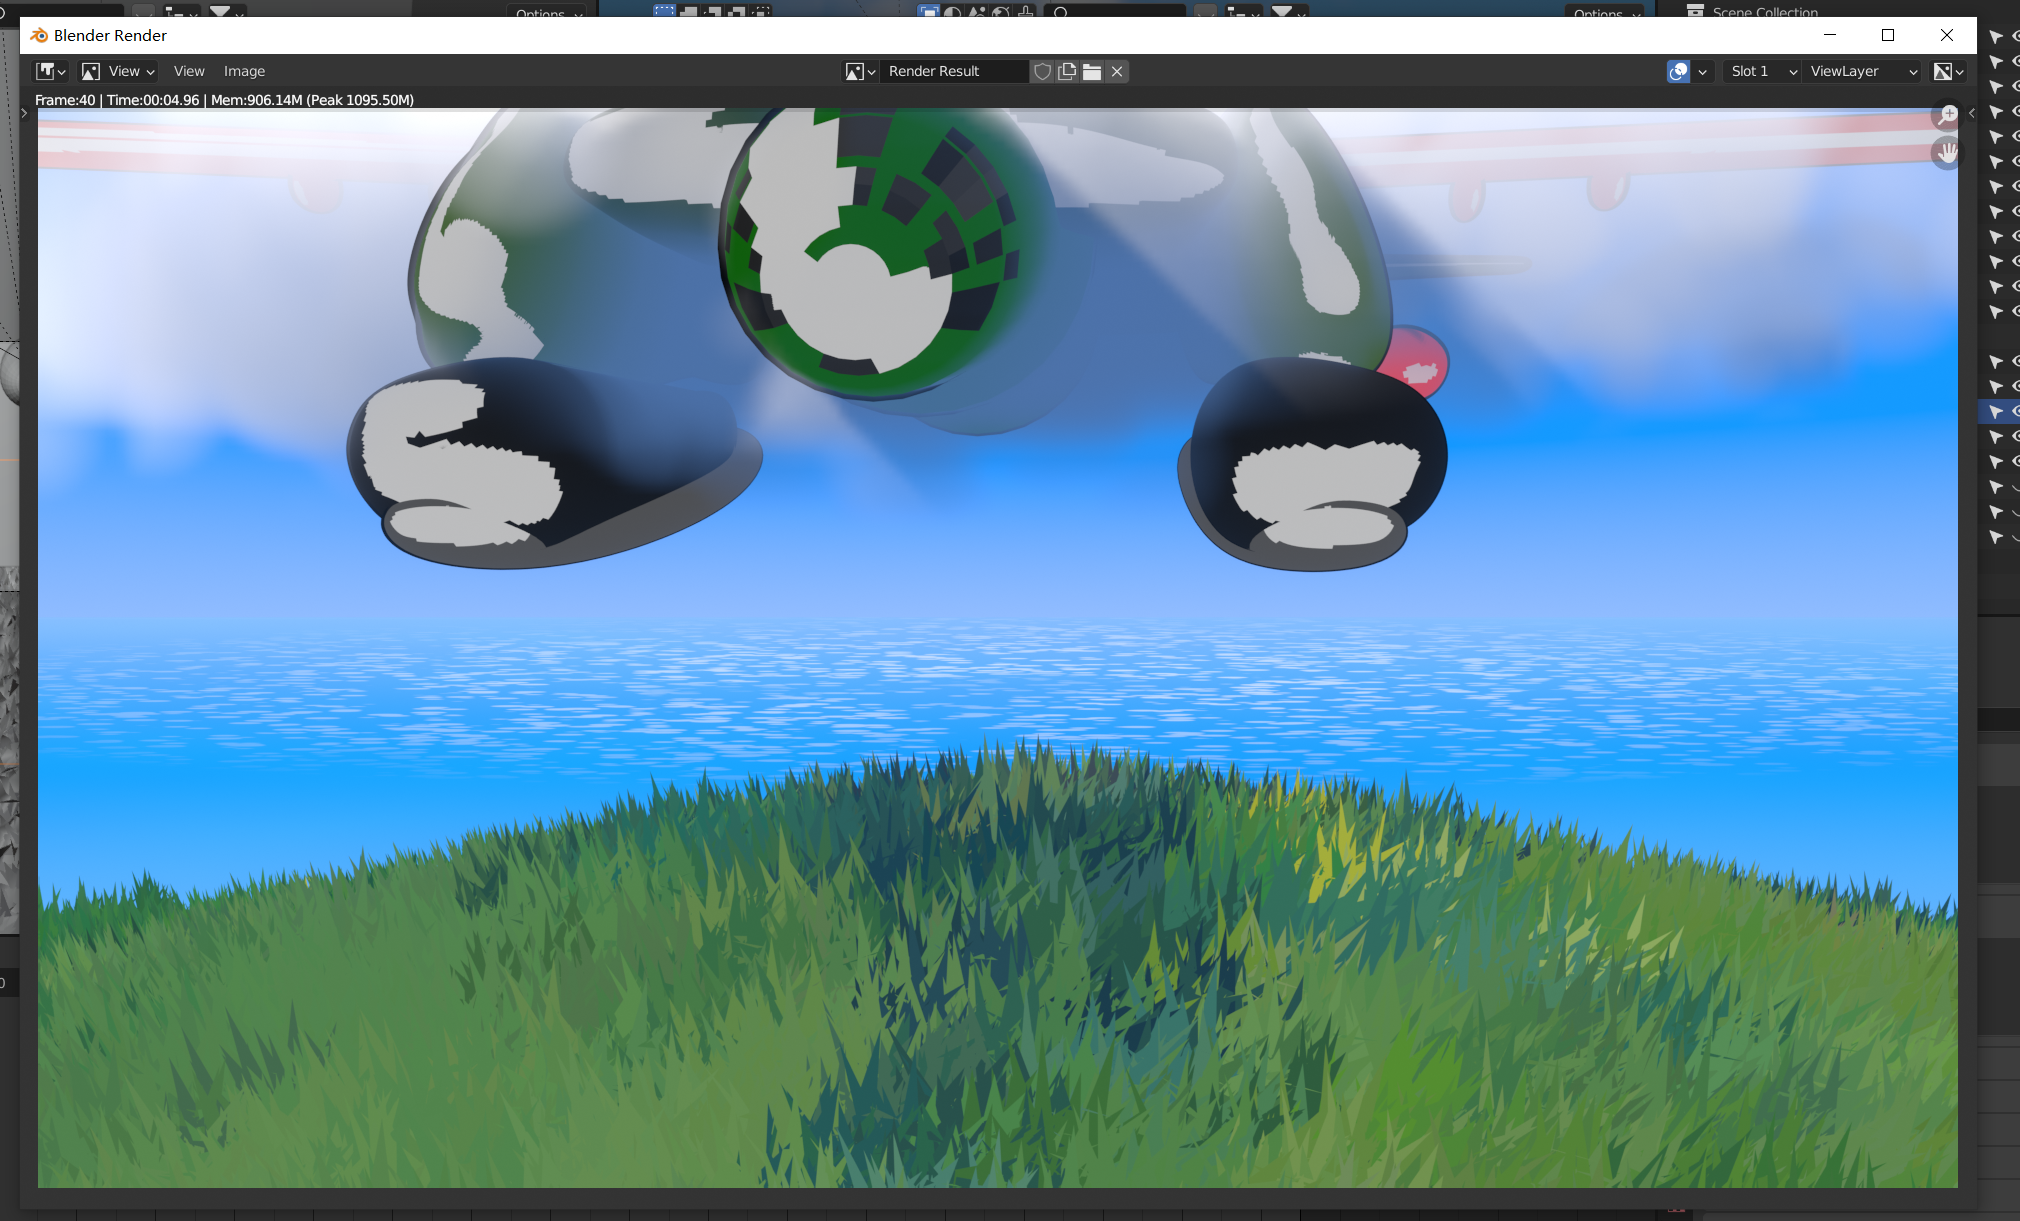 Options
Options
Scene Collection
Blender Render
View
View
Image
Render Result
Slot 1
ViewLayer
Frame:40 | Time:00:04.96 | Mem:906.14M (Peak 1095.50M)